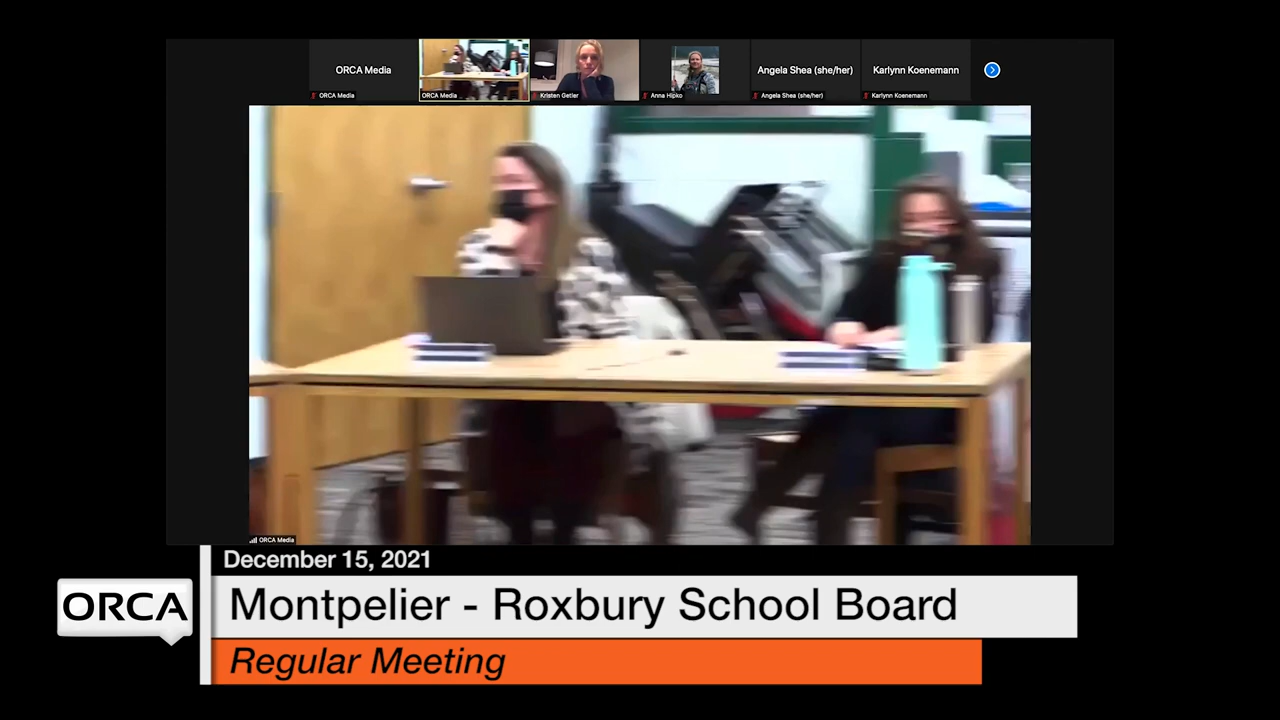 ORCA Media
Angela Shea (she/her)
Karlynn Koenemann
ORCA Media
ORCA Media
Kristen Getler
Anna Hipko
Angela Shea (she/her)
Karlynn Koenemann
ORCA Media
December 15, 2021
ORCA
Montpelier - Roxbury School Board
Regular Meeting